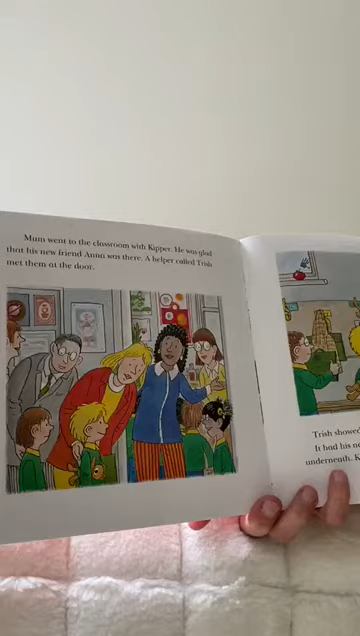 Mum went to the classroom with Kipper. He was glad
that his new friend Anna was there. A helper called Trish
met them at the door.
Trish showed
It had his
underneath. K